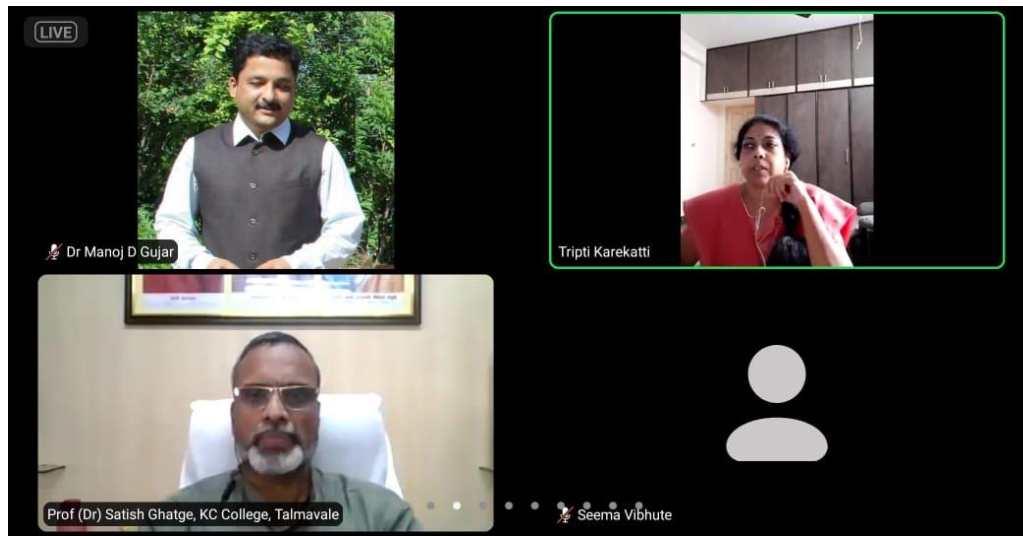 LIVE
Dr Manoj D Gujar
Tripti Karekatti
Prof (Dr) Satish Ghatge, KC College, Talmavale
Seema Vibhute